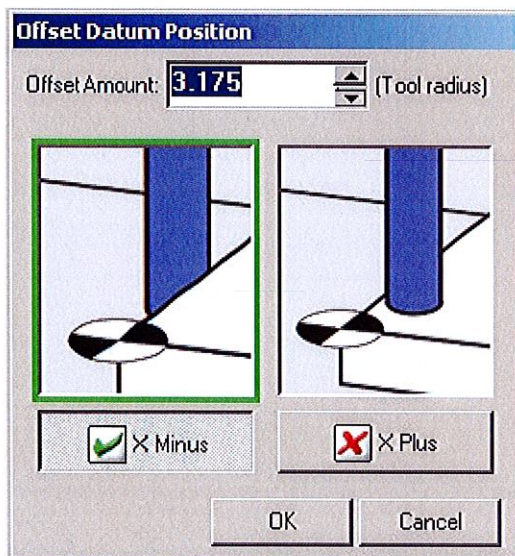 Offset Datum Position
Offset Amount: 3.175 (Tool radius)
X Minus X Plus
OK Cancel